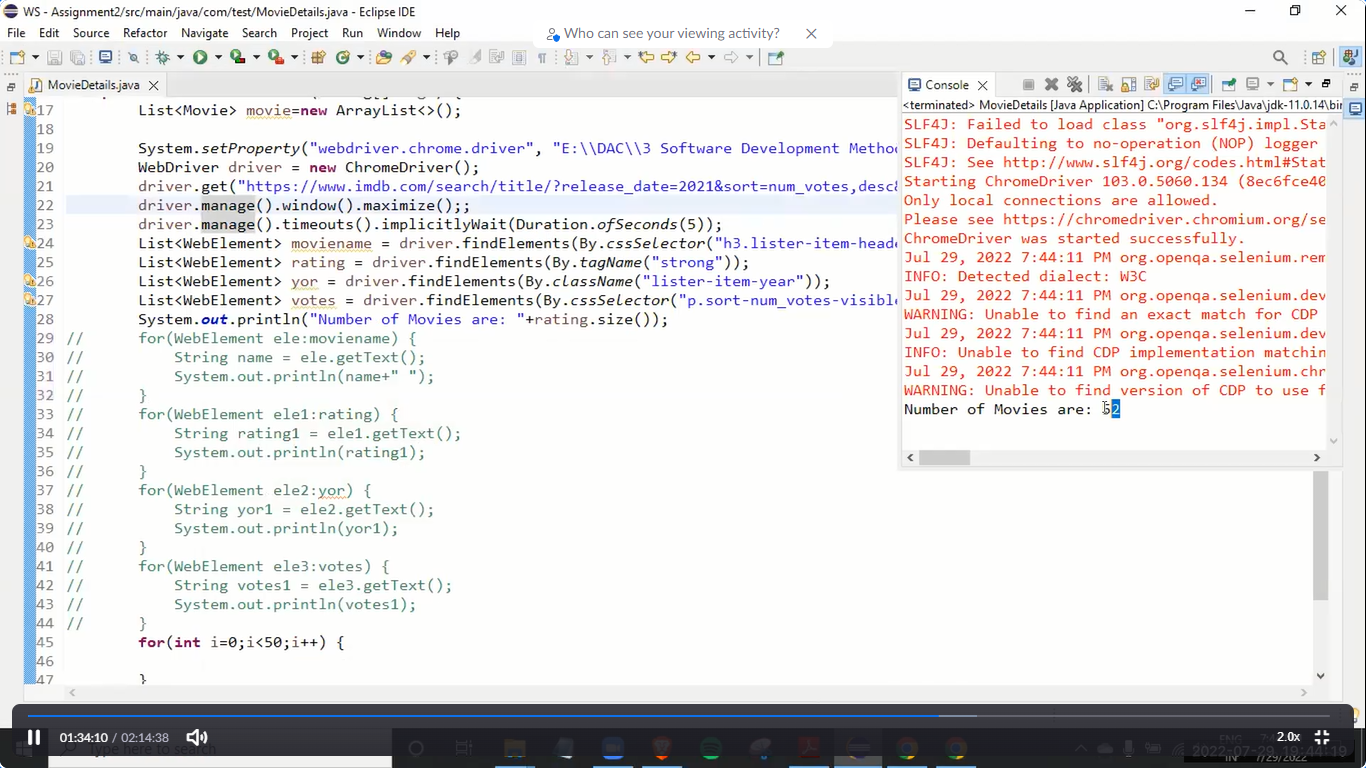 WS - Assignment2/src/main/java/com/test/MovieDetails.java - Eclipse IDE
File Edit Source Refactor Navigate Search Project Run Window Help
Who can see your viewing activity?
MovieDetails.java
17 List<Movie> movie=new ArrayList<>();
18
19 System.setProperty("webdriver.chrome.driver", "E:\\DAC\\3 Software Development Metho
20 WebDriver driver = new ChromeDriver();
21 driver.get("https://www.imdb.com/search/title/?release_date=2021&sort=num_votes,desc&
22 driver.manage().window().maximize();;
23 driver.manage().timeouts().implicitlyWait(Duration.ofSeconds(5));
24 List<WebElement> moviename = driver.findElements(By.cssSelector("h3.lister-item-heade
25 List<WebElement> rating = driver.findElements(By.tagName("strong"));
26 List<WebElement> yor = driver.findElements(By.className("lister-item-year"));
27 List<WebElement> votes = driver.findElements(By.cssSelector("p.sort-num_votes-visible
28 System.out.println("Number of Movies are: "+rating.size());
29 // for(WebElement ele:moviename) {
30 // String name = ele.getText();
31 // System.out.println(name+" ");
32 // }
33 // for(WebElement ele1:rating) {
34 // String rating1 = ele1.getText();
35 // System.out.println(rating1);
36 // }
37 // for(WebElement ele2:yor) {
38 // String yor1 = ele2.getText();
39 // System.out.println(yor1);
40 // }
41 // for(WebElement ele3:votes) {
42 // String votes1 = ele3.getText();
43 // System.out.println(votes1);
44 // }
45 for(int i=0;i<50;i++) {
46
47 }
Console
<terminated> MovieDetails [Java Application] C:\Program Files\Java\jdk-11.0.14\bin
SLF4J: Failed to load class "org.slf4j.impl.Sta
SLF4J: Defaulting to no-operation (NOP) logger
SLF4J: See http://www.slf4j.org/codes.html#Stat
Starting ChromeDriver 103.0.5060.134 (8ec6fce40
Only local connections are allowed.
Please see https://chromedriver.chromium.org/se
ChromeDriver was started successfully.
Jul 29, 2022 7:44:11 PM org.openqa.selenium.rem
INFO: Detected dialect: W3C
Jul 29, 2022 7:44:11 PM org.openqa.selenium.dev
WARNING: Unable to find an exact match for CDP
Jul 29, 2022 7:44:11 PM org.openqa.selenium.dev
INFO: Unable to find CDP implementation matchin
Jul 29, 2022 7:44:11 PM org.openqa.selenium.chr
WARNING: Unable to find version of CDP to use f
Number of Movies are: 52
01:34:10 / 02:14:38
Type here to search
2.0x
ENG
IN
7/29/2022
2022-07-29 19:44:19